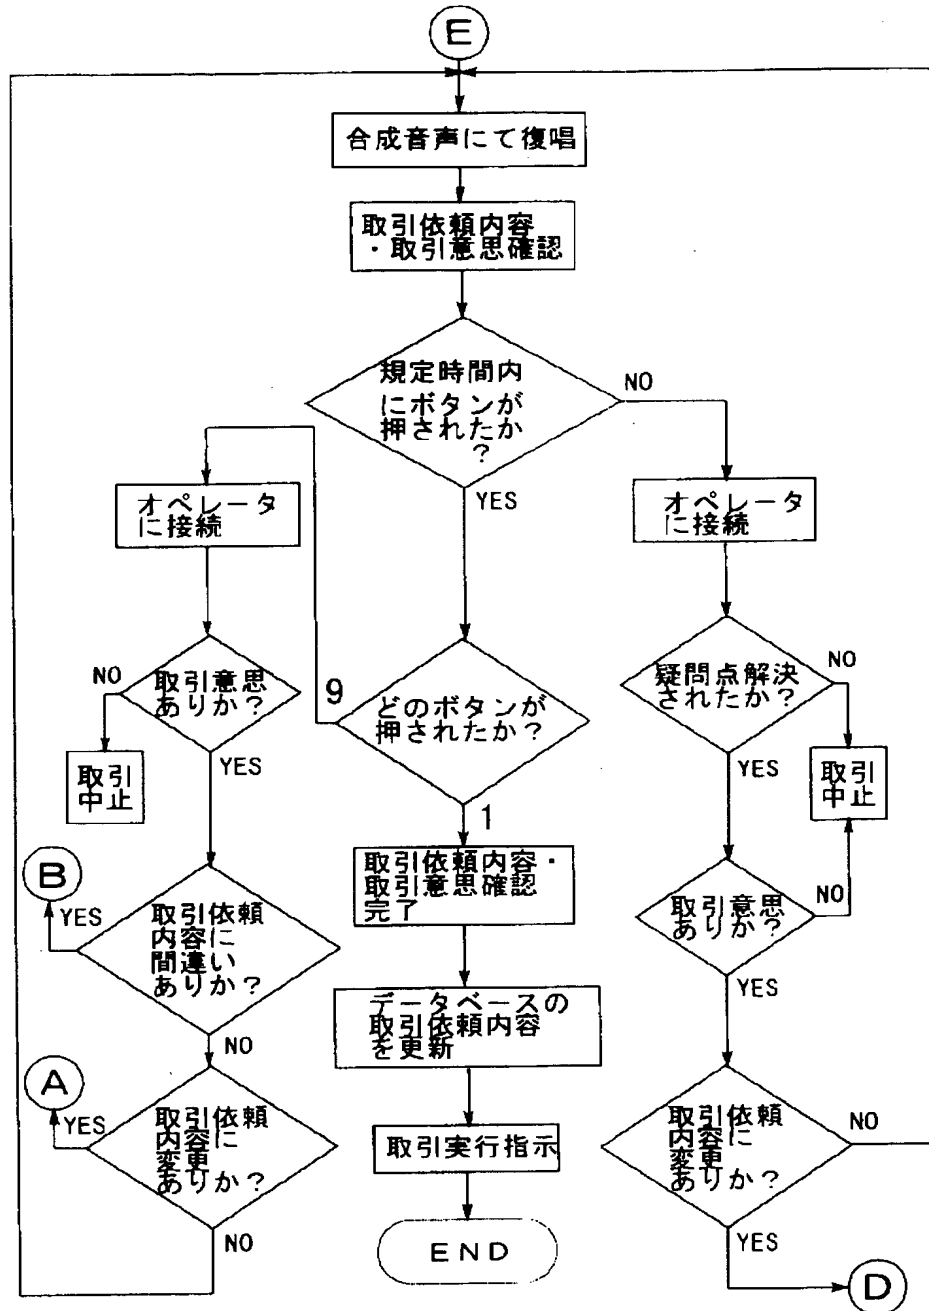 E
合成音声にて復唱
取引依頼内容
・取引意思確認
規定時間内
にボタンが
押されたか
?
NO
YES
オペレータ
に接続
オペレータ
に接続
取引意思
ありか?
NO
YES
取引
中止
9
どのボタンが
押されたか?
1
疑問点解決
されたか?
NO
YES
取引
中止
取引依頼内容・
取引意思確認
完了
取引意思
ありか?
NO
YES
B
YES
取引依頼
内容に
間違い
ありか?
NO
データベースの
取引依頼内容
を更新
A
YES
取引依頼
内容に
変更
ありか?
NO
取引実行指示
END
取引依頼
内容に
変更
ありか?
NO
YES
D